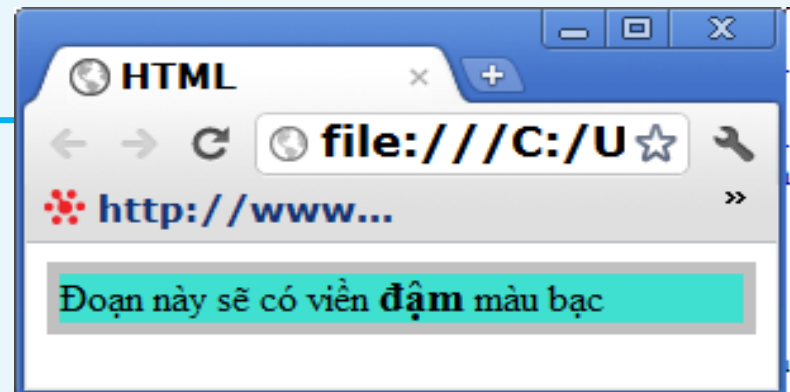 HTML
file:///C:/U
http://www...
Đoạn này sẽ có viền đậm màu bạc